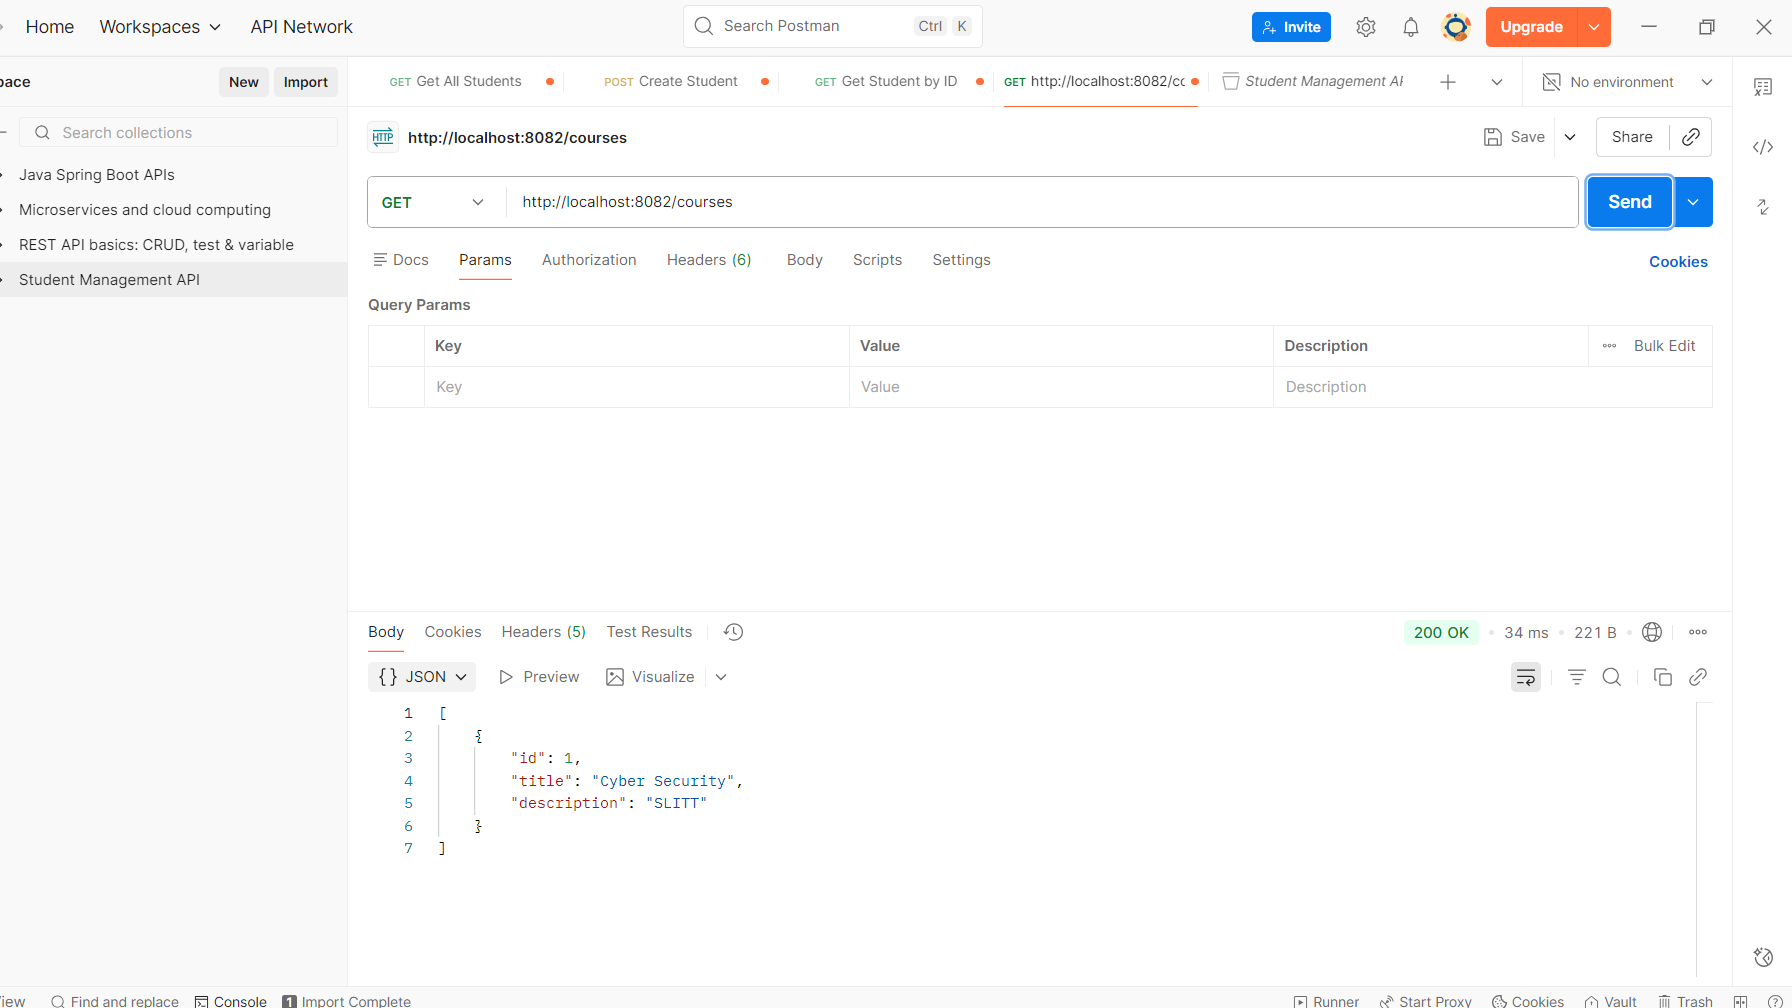 Home Workspaces API Network Search Postman Ctrl K Invite Upgrade
pace New Import
GET Get All Students POST Create Student GET Get Student by ID GET http://localhost:8082/cc Student Management AF No environment
Search collections
HTTP http://localhost:8082/courses Save Share
Java Spring Boot APIs
Microservices and cloud computing
REST API basics: CRUD, test & variable
Student Management API
GET http://localhost:8082/courses Send
Docs Params Authorization Headers (6) Body Scripts Settings Cookies
Query Params
Key Value Description Bulk Edit
Key Value Description
Body Cookies Headers (5) Test Results 200 OK 34 ms 221 B
{} JSON Preview Visualize
1 [
2 {
3 "id": 1,
4 "title": "Cyber Security",
5 "description": "SLITT"
6 }
7 ]
iew Find and replace Console 1 Import Complete Runner Start Proxy Cookies Vault Trash